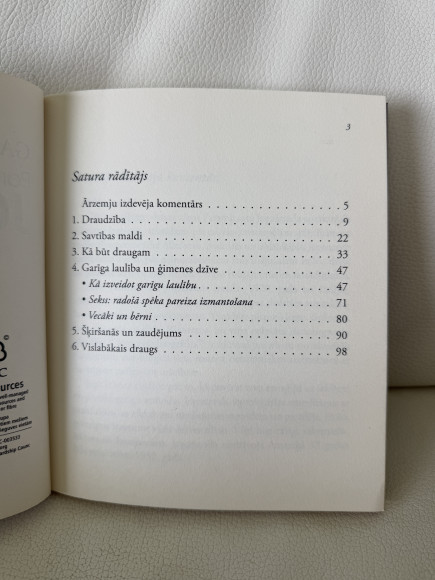 3
Satura rādītājs
Ārzemju izdevēja komentārs . . . . . . . . . . . . . . . . . . 5
1. Draudzība . . . . . . . . . . . . . . . . . . . . . . . . . . . . 9
2. Savtības maldi . . . . . . . . . . . . . . . . . . . . . . . . . 22
3. Kā būt draugam . . . . . . . . . . . . . . . . . . . . . . . . 33
4. Garīga laulība un ģimenes dzīve . . . . . . . . . . . . . . 47
• Kā izveidot garīgu laulību . . . . . . . . . . . . . . . . . . 47
• Sekss: radošā spēka pareiza izmantošana . . . . . . . . . . 71
• Vecāki un bērni . . . . . . . . . . . . . . . . . . . . . . . . 80
5. Šķiršanās un zaudējums . . . . . . . . . . . . . . . . . . . 90
6. Vislabākais draugs . . . . . . . . . . . . . . . . . . . . . . 98
©
C
urces